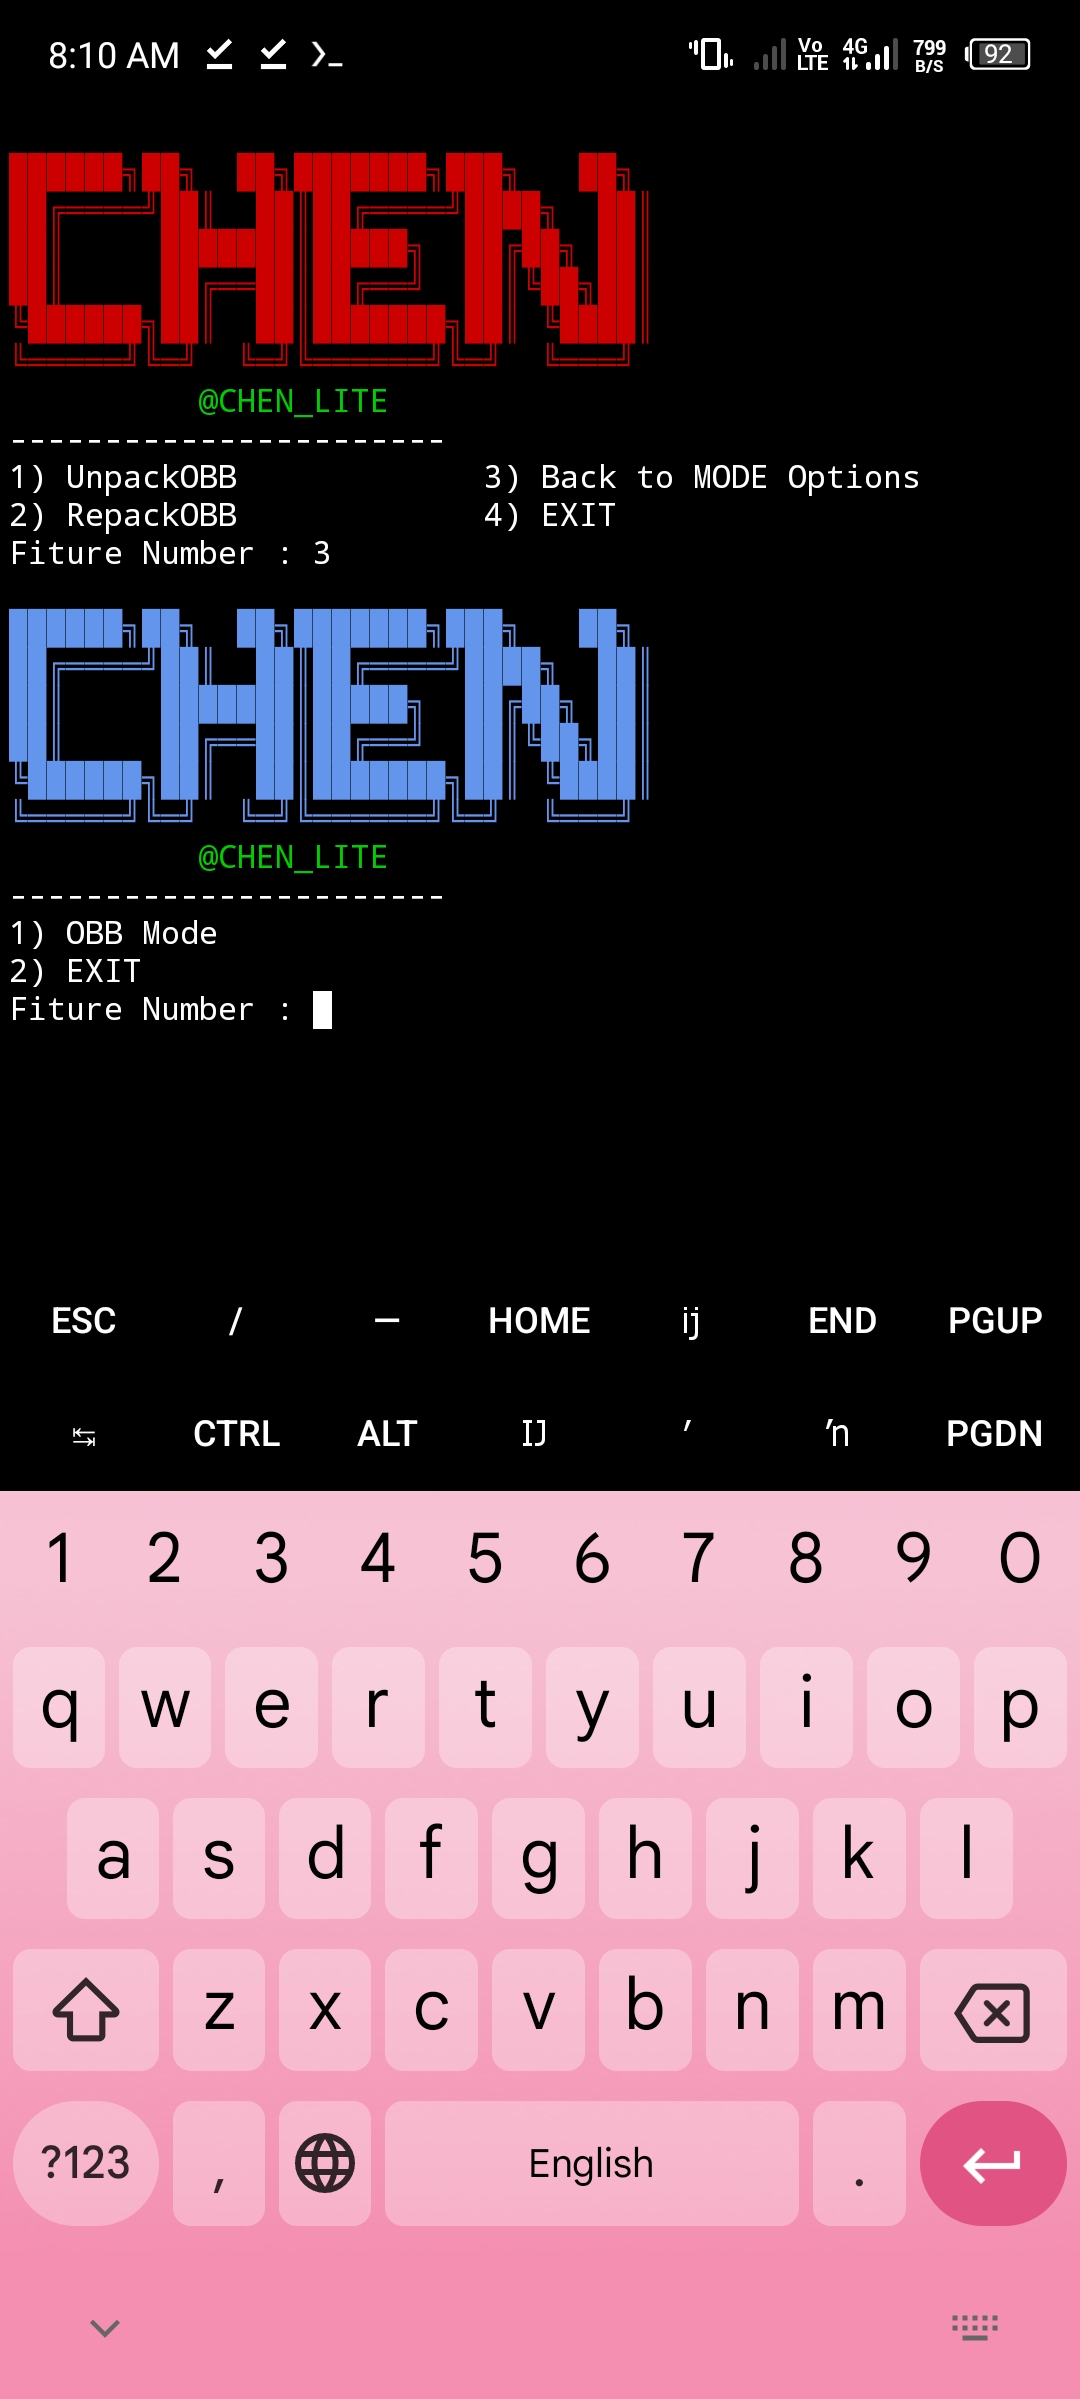 8:10 AM
Vo LTE 4G 799 B/S 92
CHEN
@CHEN_LITE
-----------------------
1) UnpackOBB 3) Back to MODE Options
2) RepackOBB 4) EXIT
Fiture Number : 3
CHEN
@CHEN_LITE
-----------------------
1) OBB Mode
2) EXIT
Fiture Number :
ESC / — HOME ij END PGUP
↹ CTRL ALT IJ ′ ŉ PGDN
1 2 3 4 5 6 7 8 9 0
q w e r t y u i o p
a s d f g h j k l
z x c v b n m
?123 , English .